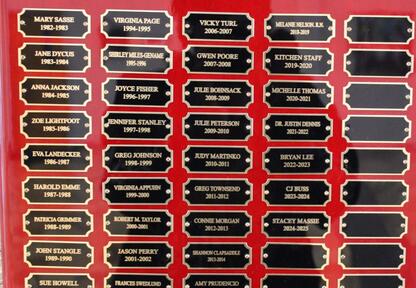 MARY SASSE
1982-1983
JANE DYCUS
1983-1984
ANNA JACKSON
1984-1985
ZOE LIGHTFOOT
1985-1986
EVA LANDECKER
1986-1987
HAROLD EMME
1987-1988
PATRICIA GRIMMER
1988-1989
JOHN STANGLE
1989-1990
SUE HOWELL
VIRGINIA PAGE
1994-1995
SHIRLEY MILES-GENAME
1995-1996
JOYCE FISHER
1996-1997
JENNIFER STANLEY
1997-1998
GREG JOHNSON
1998-1999
VIRGINIA APPUHN
1999-2000
ROBERT M. TAYLOR
2000-2001
JASON PERRY
2001-2002
FRANCES SWEDLUND
VICKY TURL
2006-2007
GWEN POORE
2007-2008
JULIE BOHNSACK
2008-2009
JULIE PETERSON
2009-2010
JUDY MARTINKO
2010-2011
GREG TOWNSEND
2011-2012
CONNIE MORGAN
2012-2013
SHANNON CLAPSADDLE
2013-2014
AMY PRUDENCIO
MELANIE NELSON, R.N.
2018-2019
KITCHEN STAFF
2019-2020
MICHELLE THOMAS
2020-2021
DR. JUSTIN DENNIS
2021-2022
BRYAN LEE
2022-2023
CJ BUSS
2023-2024
STACEY MASSIE
2024-2025